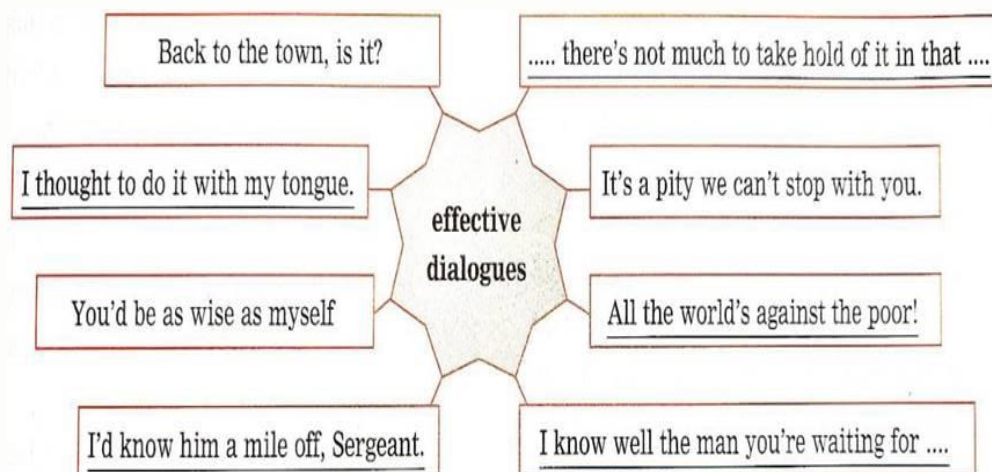 Back to the town, is it?
..... there's not much to take hold of it in that ....
I thought to do it with my tongue.
It's a pity we can't stop with you.
effective
dialogues
You'd be as wise as myself
All the world's against the poor!
I'd know him a mile off, Sergeant.
I know well the man you're waiting for ....